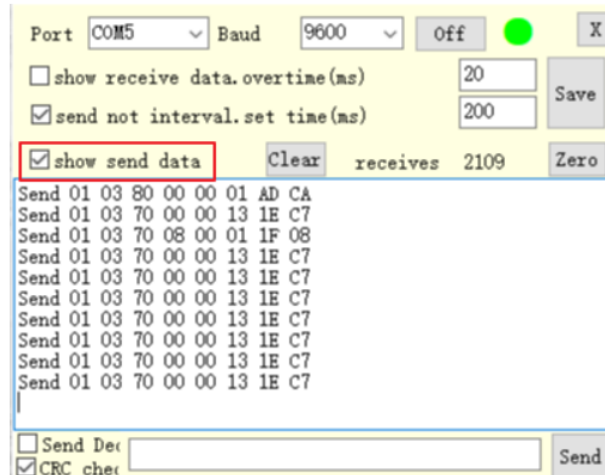 Port COM5 Baud 9600 Off X
show receive data.overtime(ms) 20
Save
send not interval.set time(ms) 200
show send data Clear receives 2109 Zero
Send 01 03 80 00 00 01 AD CA
Send 01 03 70 00 00 13 1E C7
Send 01 03 70 08 00 01 1F 08
Send 01 03 70 00 00 13 1E C7
Send 01 03 70 00 00 13 1E C7
Send 01 03 70 00 00 13 1E C7
Send 01 03 70 00 00 13 1E C7
Send 01 03 70 00 00 13 1E C7
Send 01 03 70 00 00 13 1E C7
Send 01 03 70 00 00 13 1E C7
Send Dec
CRC chec
Send